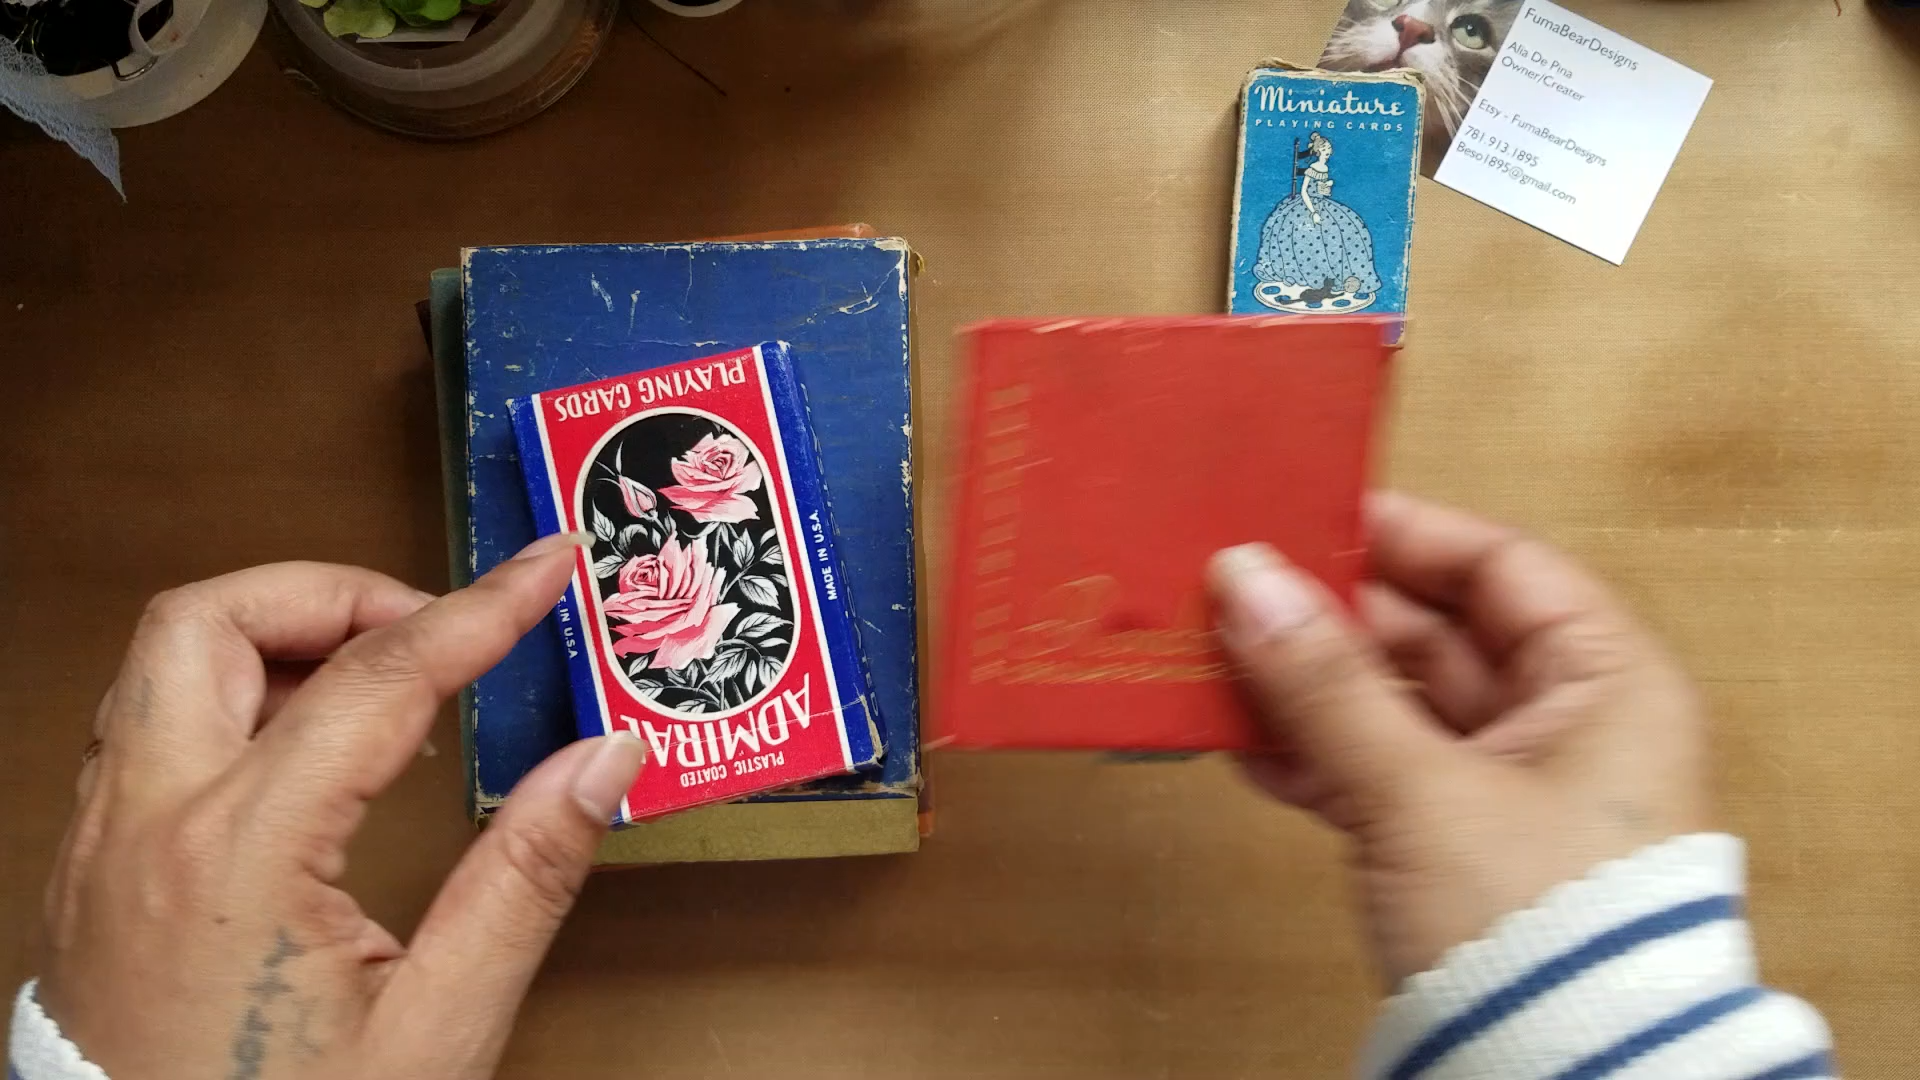 FumaBearDesigns
Alia De Pina
Owner/Creater
Etsy - FumaBearDesigns
781.913.1895
Beso1895@gmail.com
Miniature
PLAYING CARDS
PLAYING CARDS
MADE IN U.S.A.
IN U.S.A
ADMIRAL
PLASTIC COATED